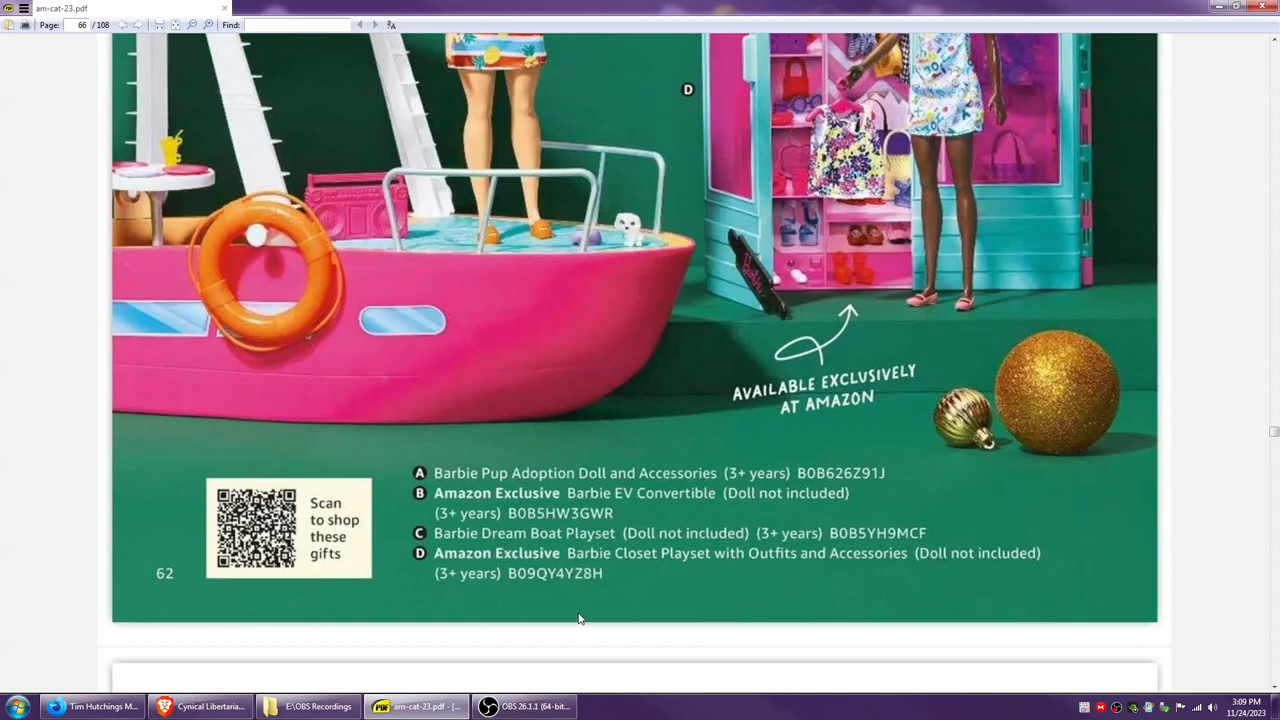 am-cat-23.pdf
Page: 66 / 108 Find:
D
AVAILABLE EXCLUSIVELY
AT AMAZON
A Barbie Pup Adoption Doll and Accessories (3+ years) B0B626Z91J
B Amazon Exclusive Barbie EV Convertible (Doll not included)
(3+ years) B0B5HW3GWR
C Barbie Dream Boat Playset (Doll not included) (3+ years) B0B5YH9MCF
D Amazon Exclusive Barbie Closet Playset with Outfits and Accessories (Doll not included)
(3+ years) B09QY4YZ8H
Scan
to shop
these
gifts
62
Tim Hutchings M... Cynical Libertaria... E:\OBS Recordings am-cat-23.pdf - [... OBS 26.1.1 (64-bit...
3:09 PM
11/24/2023